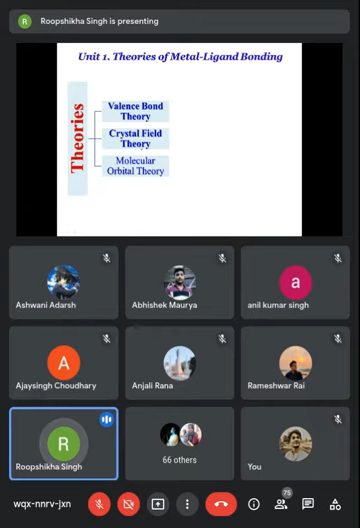 R Roopshikha Singh is presenting
Unit 1. Theories of Metal-Ligand Bonding
Theories
Valence Bond
Theory
Crystal Field
Theory
Molecular
Orbital Theory
Ashwani Adarsh
Abhishek Maurya
a
anil kumar singh
A
Ajaysingh Choudhary
Anjali Rana
Rameshwar Rai
R
Roopshikha Singh
66 others
You
wqx-nnrv-jxn
75